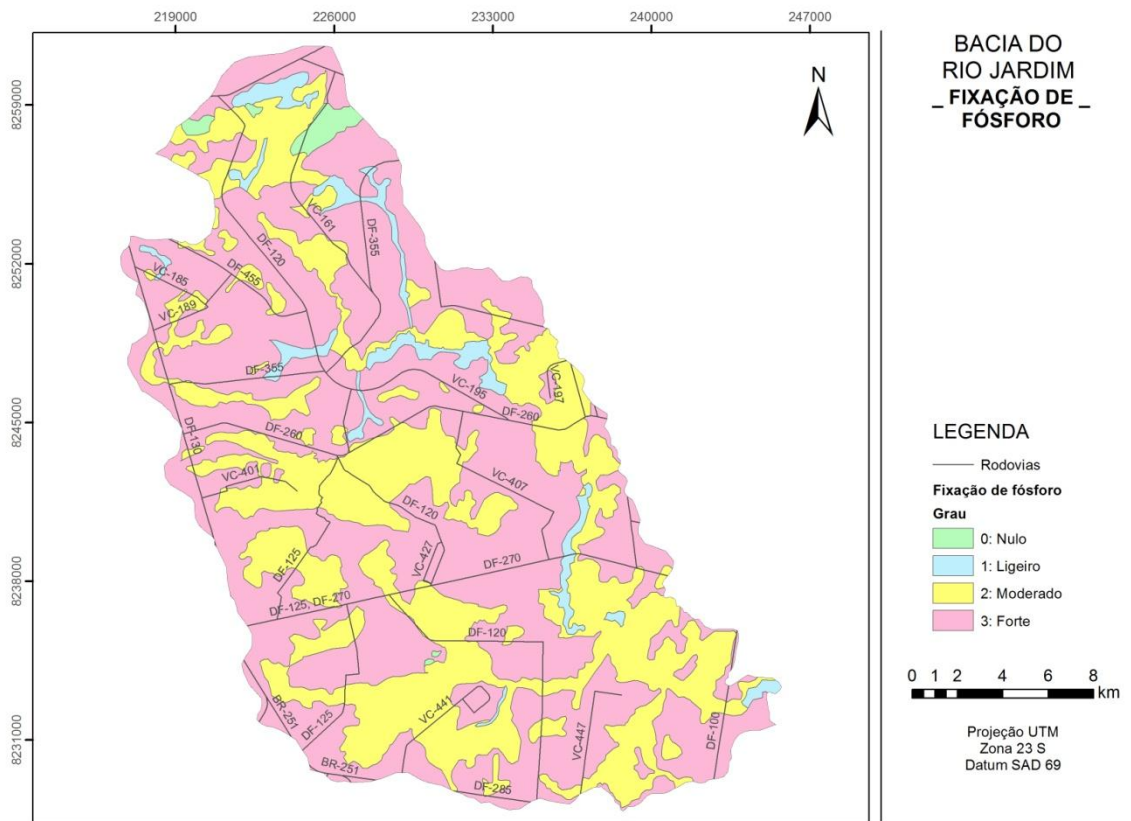 219000
226000
233000
240000
247000
8259000
8252000
8245000
8238000
8231000
N
VC-161
DF-355
DF-120
DF-455
VC-185
VC-189
DF-355
VC-195
VC-197
DF-260
DF-260
DF-130
VC-401
VC-407
DF-120
VC-427
DF-270
DF-125
DF-125, DF-270
DF-120
VC-441
BR-251
DF-125
VC-447
DF-100
BR-251
DF-285
BACIA DO
RIO JARDIM
_ FIXAÇÃO DE _
FÓSFORO
LEGENDA
Rodovias
Fixação de fósforo
Grau
0: Nulo
1: Ligeiro
2: Moderado
3: Forte
0 1 2 4 6 8
km
Projeção UTM
Zona 23 S
Datum SAD 69